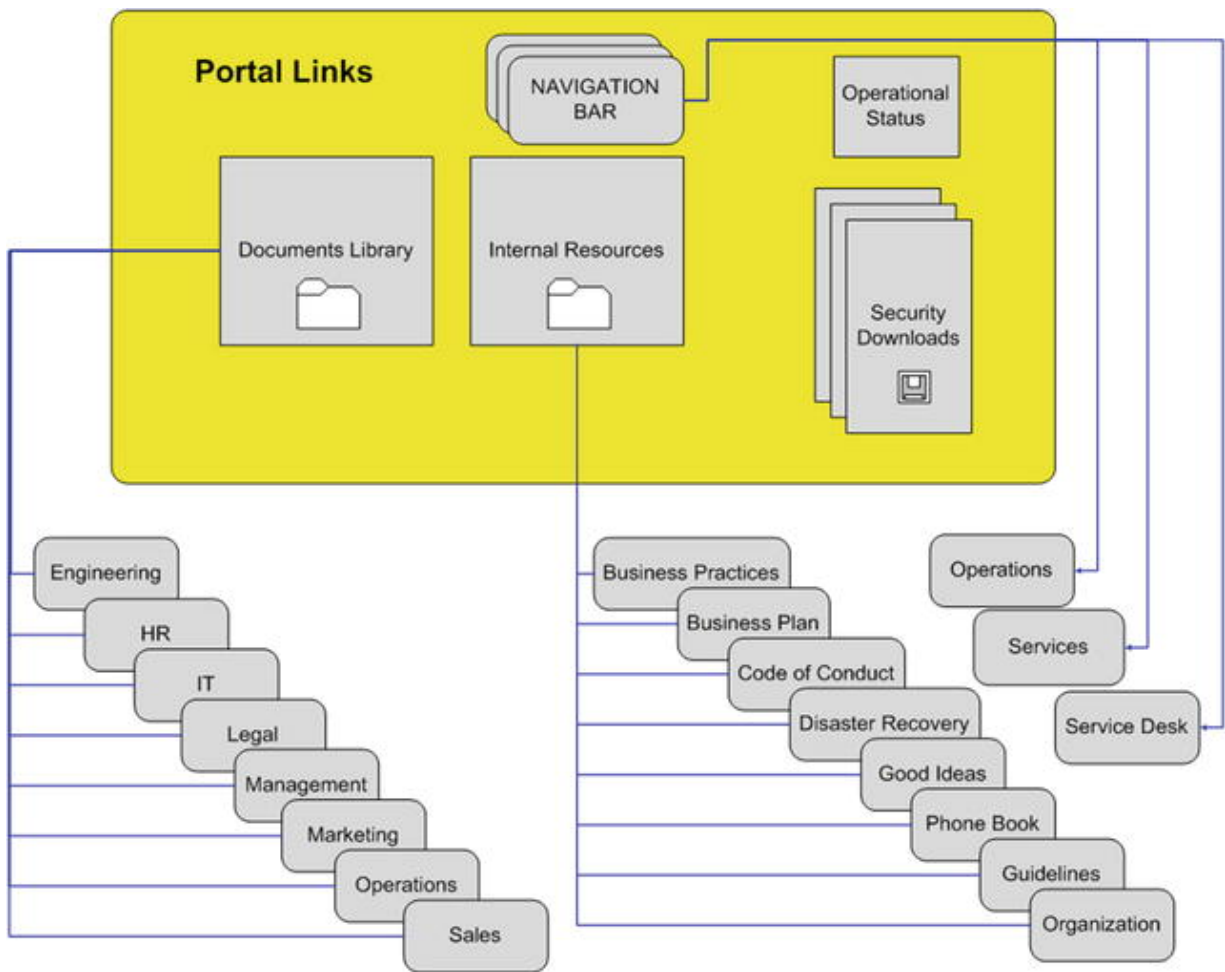 Portal Links
NAVIGATION
BAR
Operational
Status
Documents Library
Internal Resources
Security
Downloads
Engineering
HR
IT
Legal
Management
Marketing
Operations
Sales
Business Practices
Business Plan
Code of Conduct
Disaster Recovery
Good Ideas
Phone Book
Guidelines
Organization
Operations
Services
Service Desk